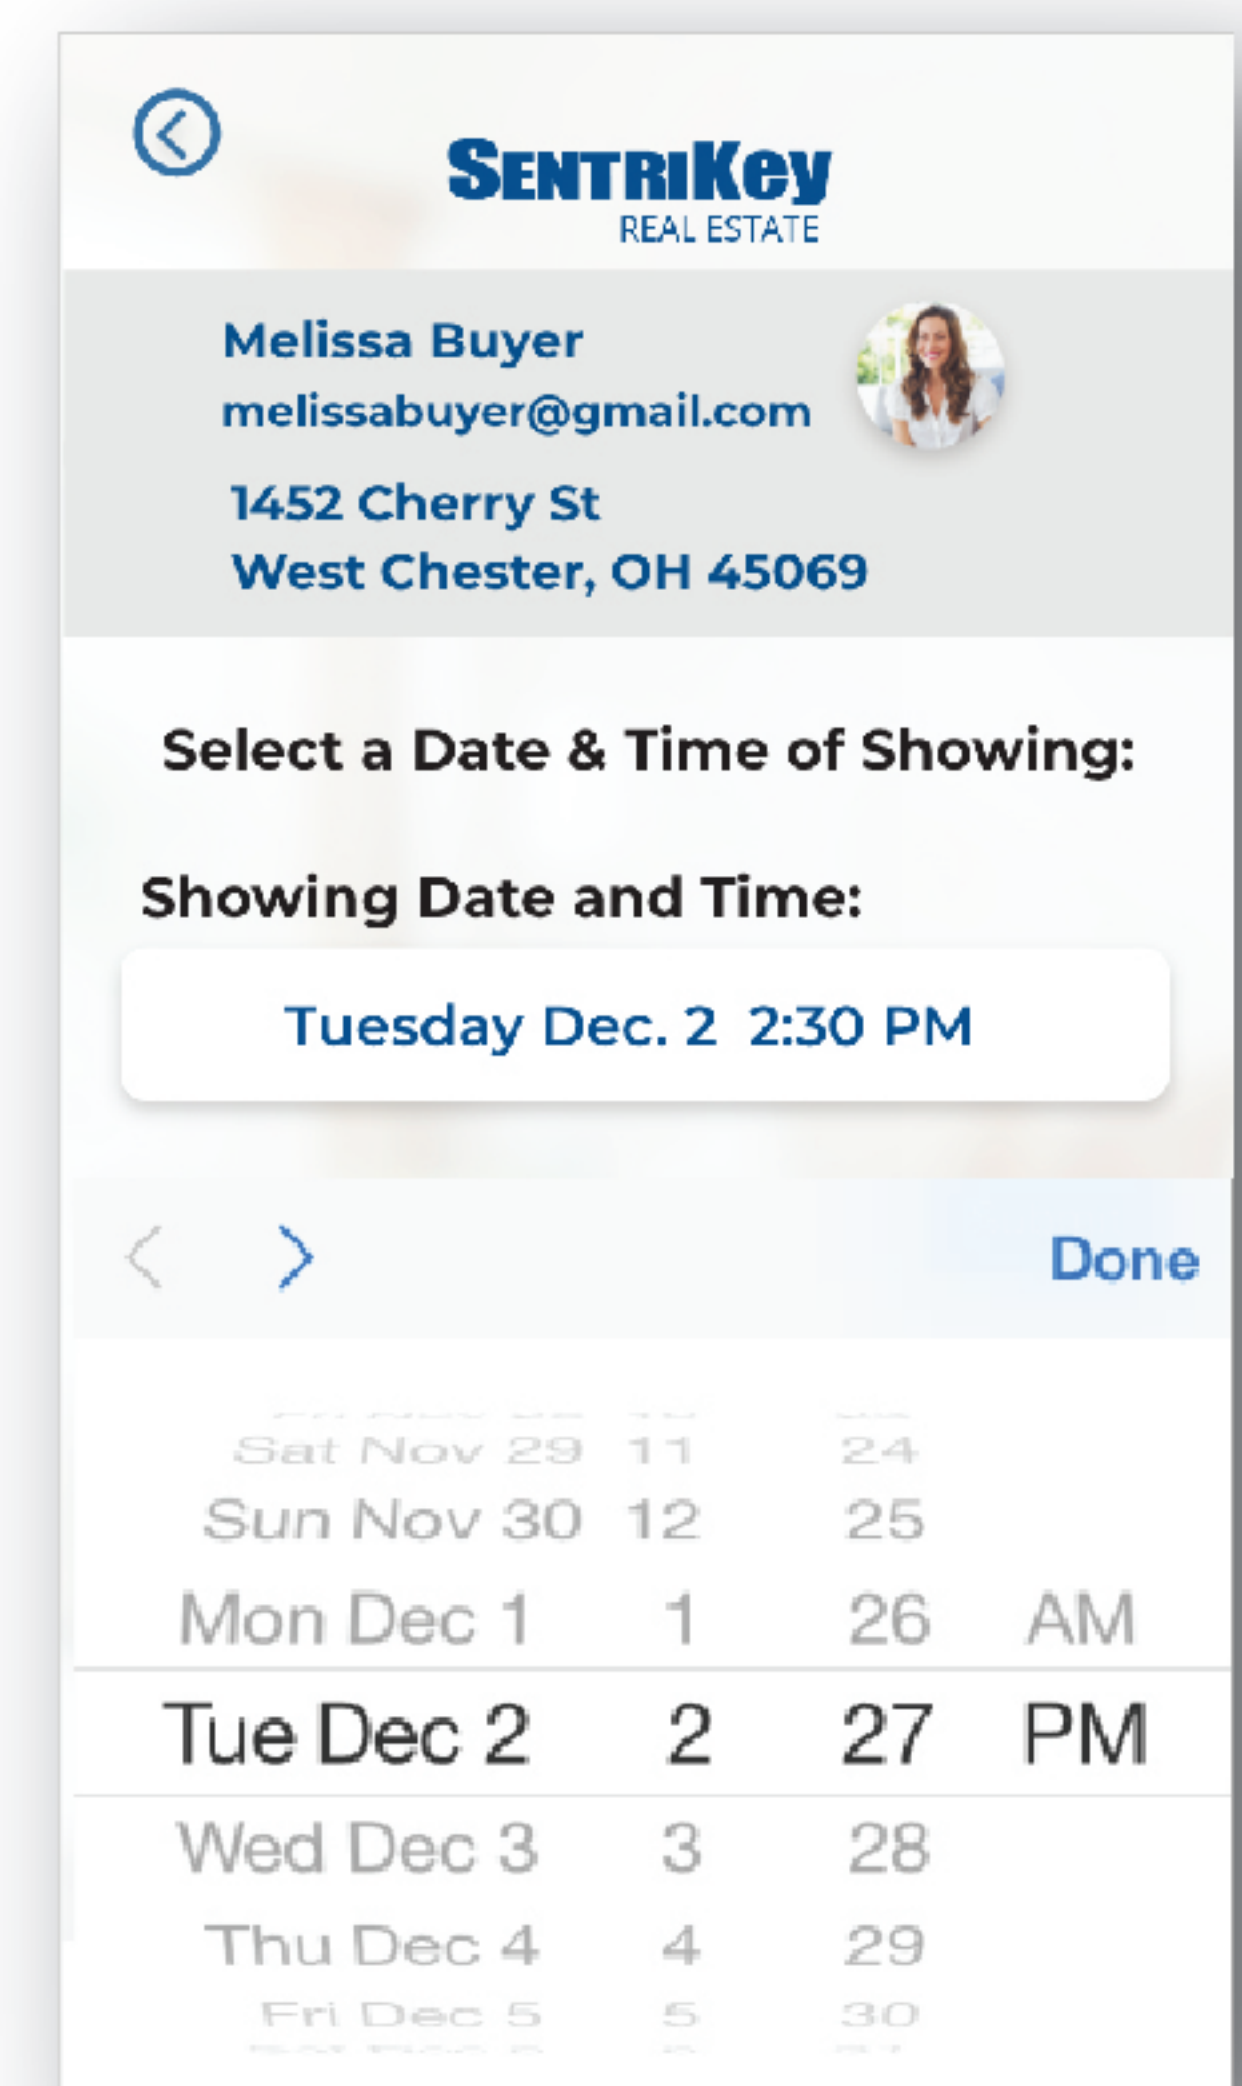 SENTRIKEY
REAL ESTATE
Melissa Buyer
melissabuyer@gmail.com
1452 Cherry St
West Chester, OH 45069
Select a Date & Time of Showing:
Showing Date and Time:
Tuesday Dec. 2 2:30 PM
Done
Sat Nov 29 11 24
Sun Nov 30 12 25
Mon Dec 1 1 26 AM
Tue Dec 2 2 27 PM
Wed Dec 3 3 28
Thu Dec 4 4 29
Fri Dec 5 5 30